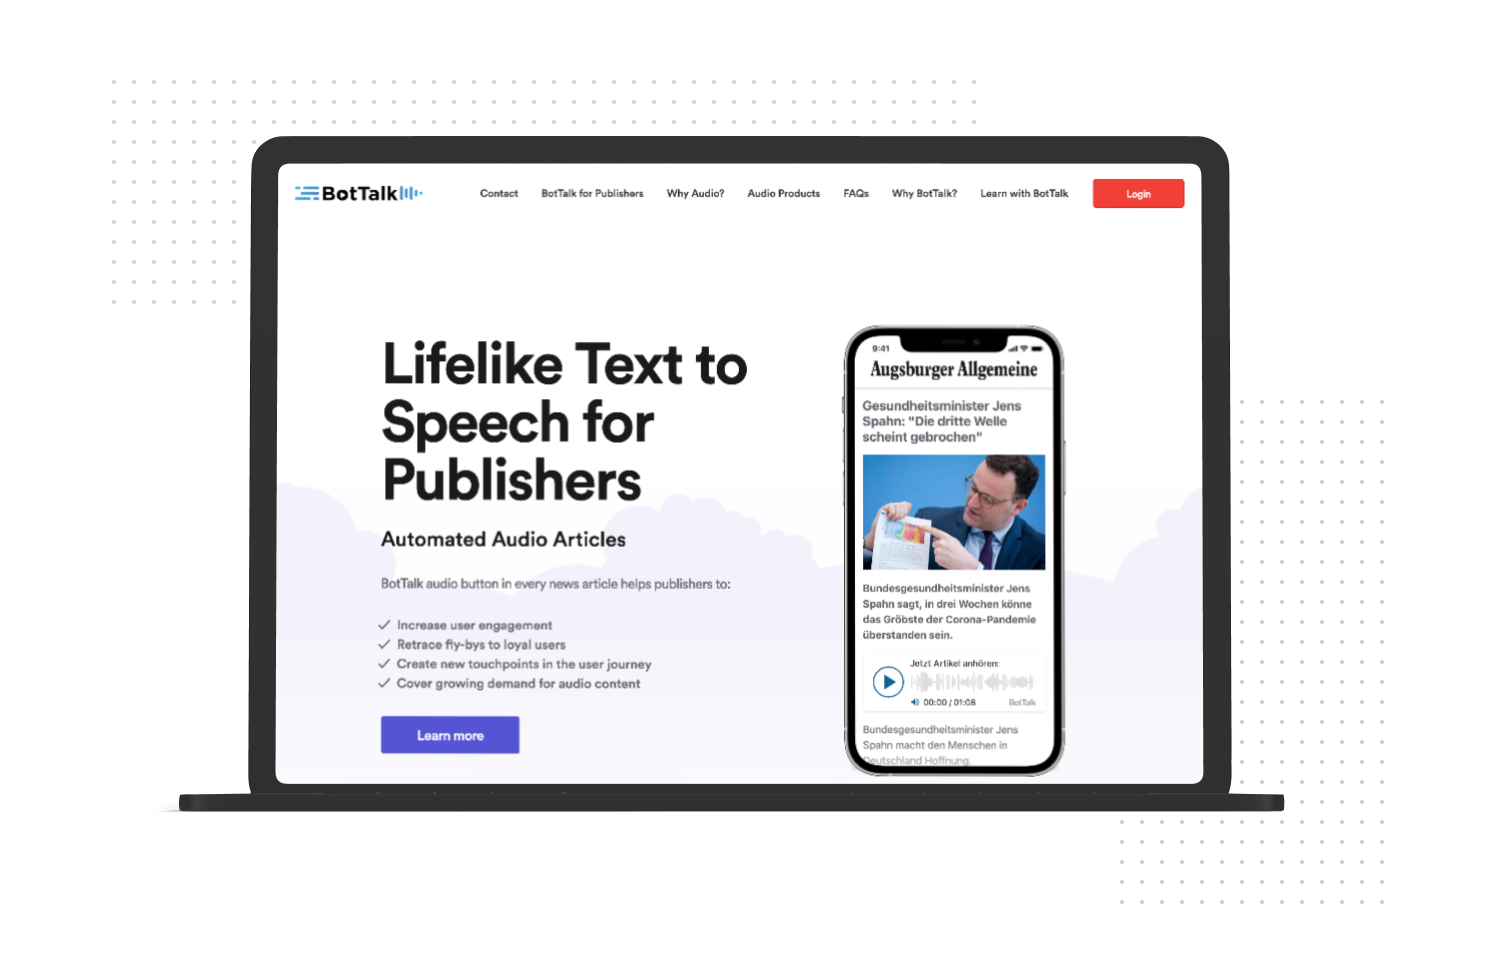 BotTalk
Contact
BotTalk for Publishers
Why Audio?
Audio Products
FAQs
Why BotTalk?
Learn with BotTalk
Login
Lifelike Text to
Speech for
Publishers
Automated Audio Articles
BotTalk audio button in every news article helps publishers to:
Increase user engagement
Retrace fly-bys to loyal users
Create new touchpoints in the user journey
Cover growing demand for audio content
Learn more
9:41
Augsburger Allgemeine
Gesundheitsminister Jens
Spahn: "Die dritte Welle
scheint gebrochen"
Bundesgesundheitsminister Jens
Spahn sagt, in drei Wochen könne
das Gröbste der Corona-Pandemie
überstanden sein.
Jetzt Artikel anhören:
00:00 / 01:08
BotTalk
Bundesgesundheitsminister Jens
Spahn macht den Menschen in
Deutschland Hoffnung.